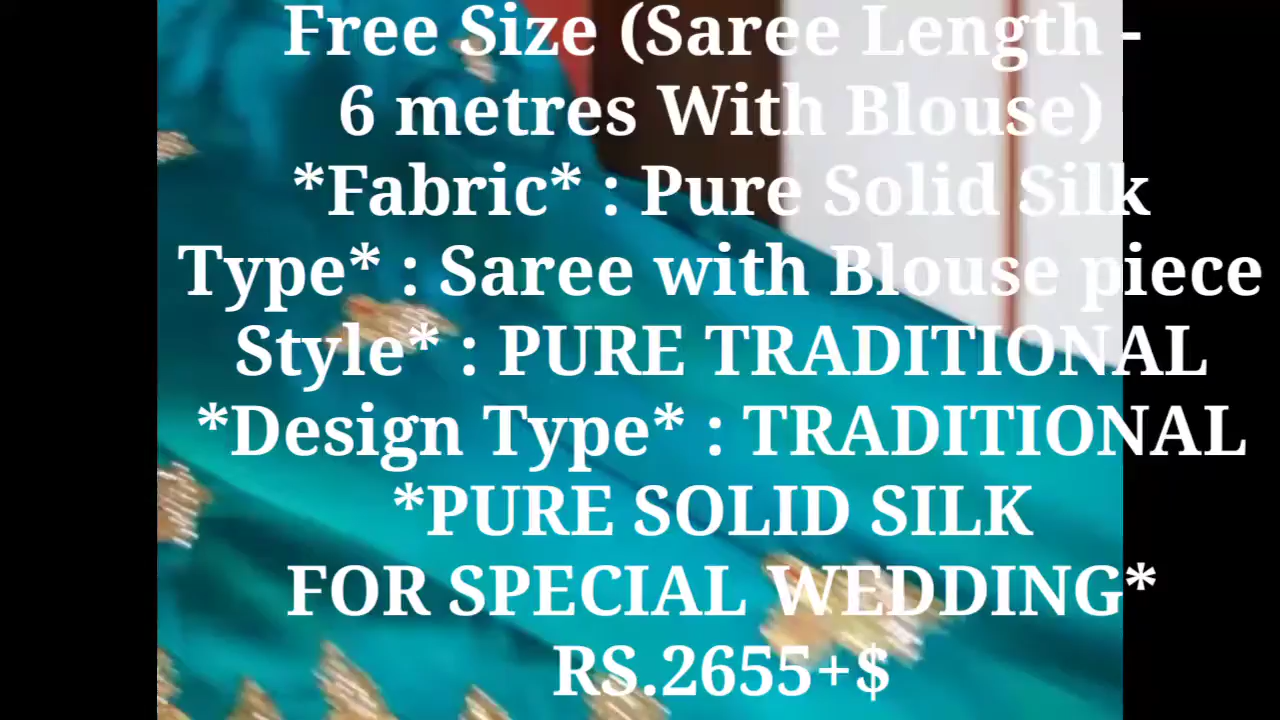 Free Size (Saree Length -
6 metres With Blouse)
*Fabric* : Pure Solid Silk
Type* : Saree with Blouse piece
Style* : PURE TRADITIONAL
*Design Type* : TRADITIONAL
*PURE SOLID SILK
FOR SPECIAL WEDDING*
RS.2655+$